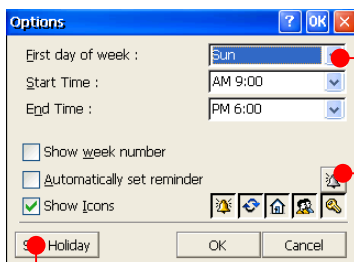 Options ? OK X
First day of week : Sun
Start Time : AM 9:00
End Time : PM 6:00
Show week number
Automatically set reminder
Show Icons
Holiday OK Cancel